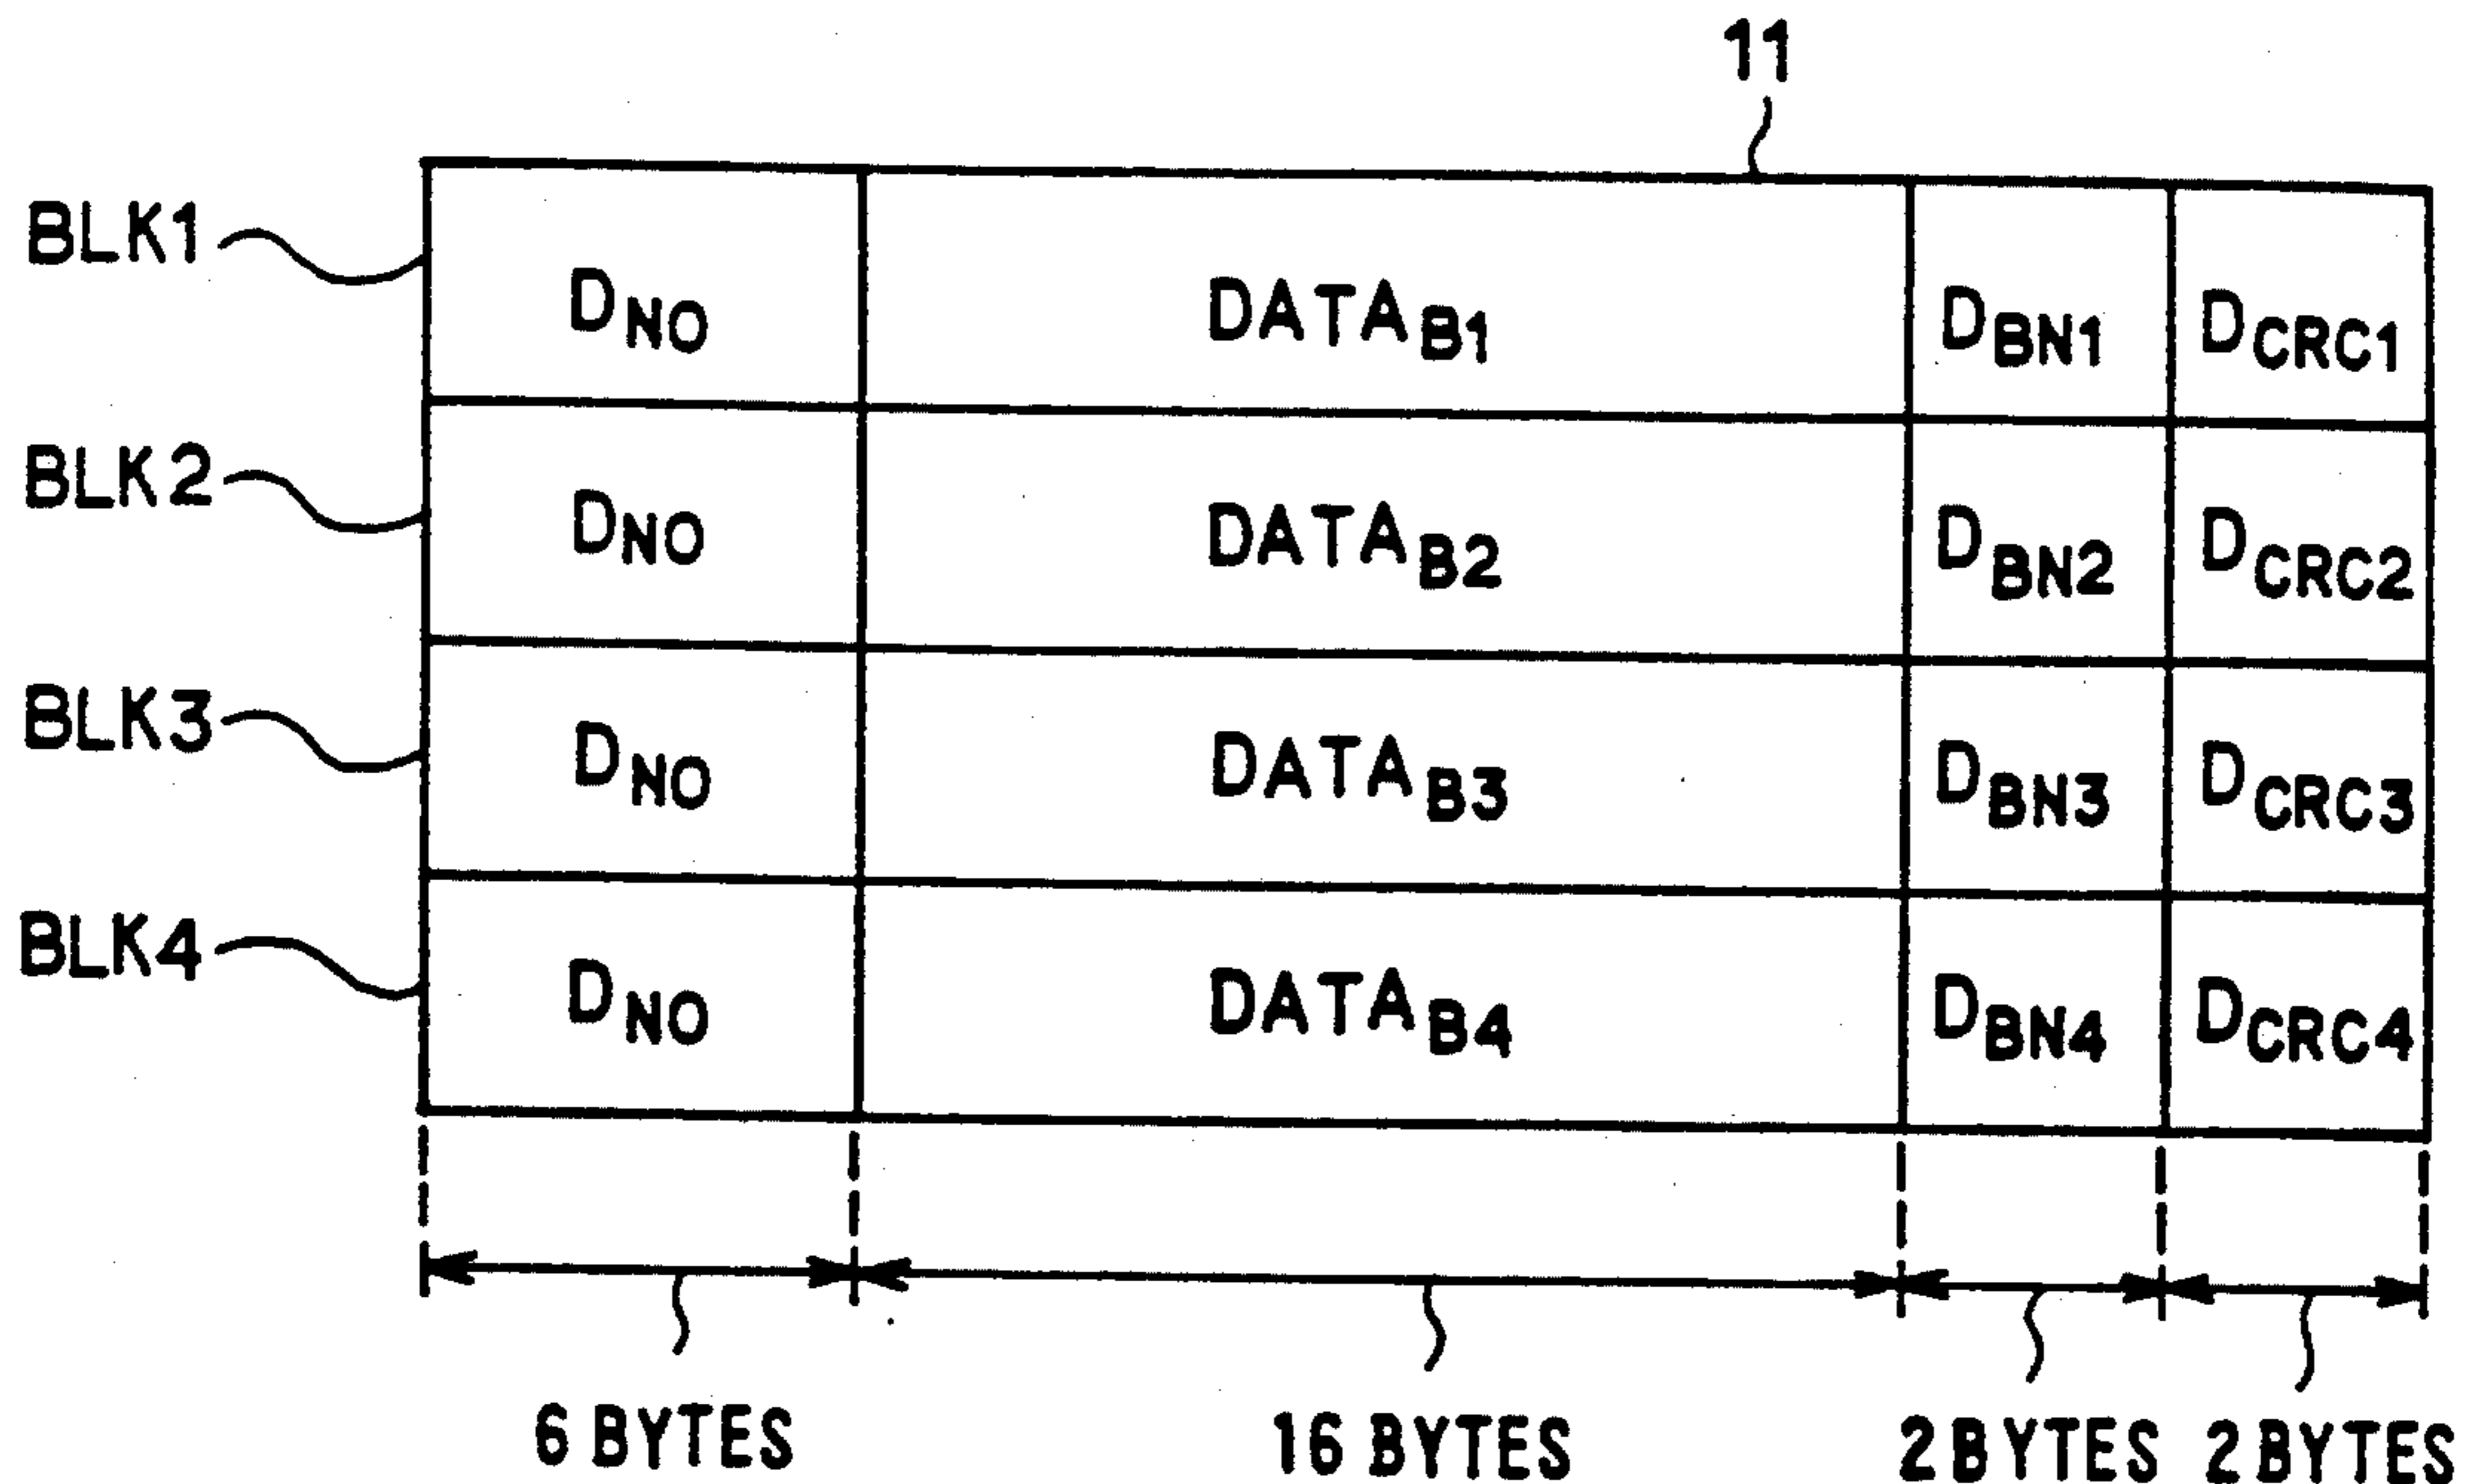 11
BLK1 DNO DATAB1 DBN1 DCRC1
BLK2 DNO DATAB2 DBN2 DCRC2
BLK3 DNO DATAB3 DBN3 DCRC3
BLK4 DNO DATAB4 DBN4 DCRC4
6 BYTES 16 BYTES 2 BYTES 2 BYTES